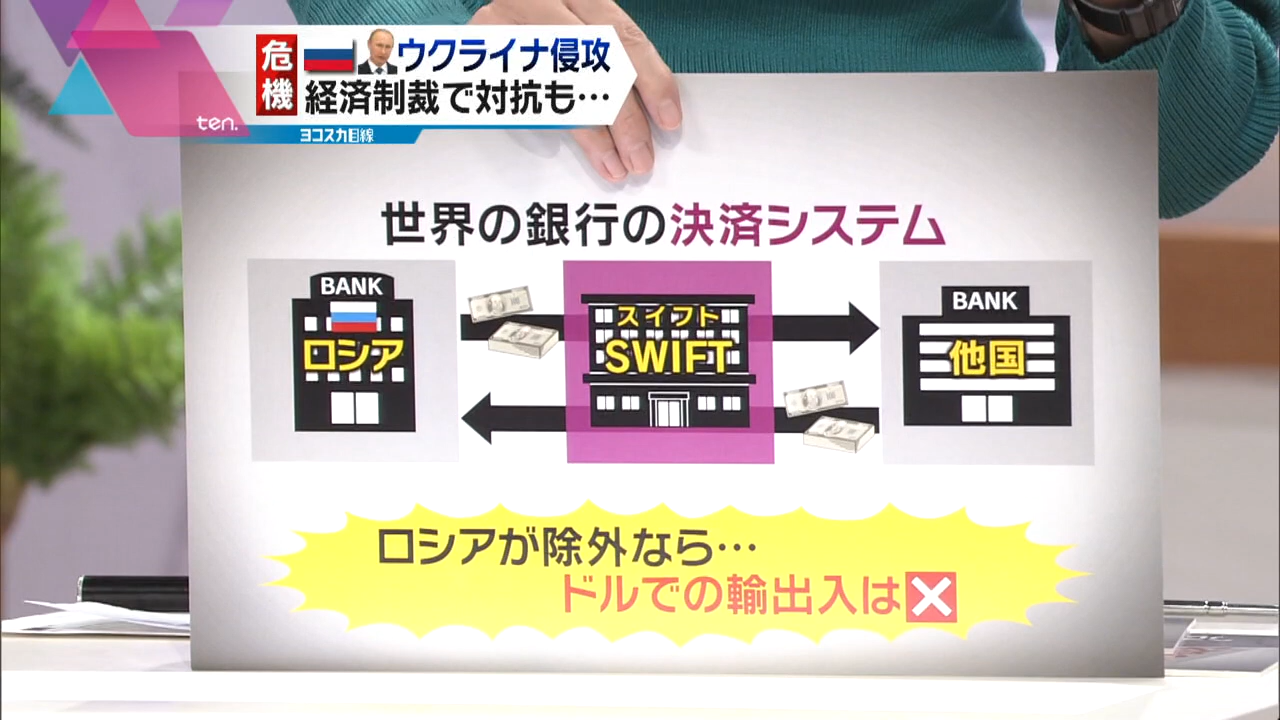 危機
ウクライナ侵攻
経済制裁で対抗も…
ten.
ヨコスカ目線
世界の銀行の決済システム
BANK
ロシア
スイフト
SWIFT
BANK
他国
ロシアが除外なら…
ドルでの輸出入は❌